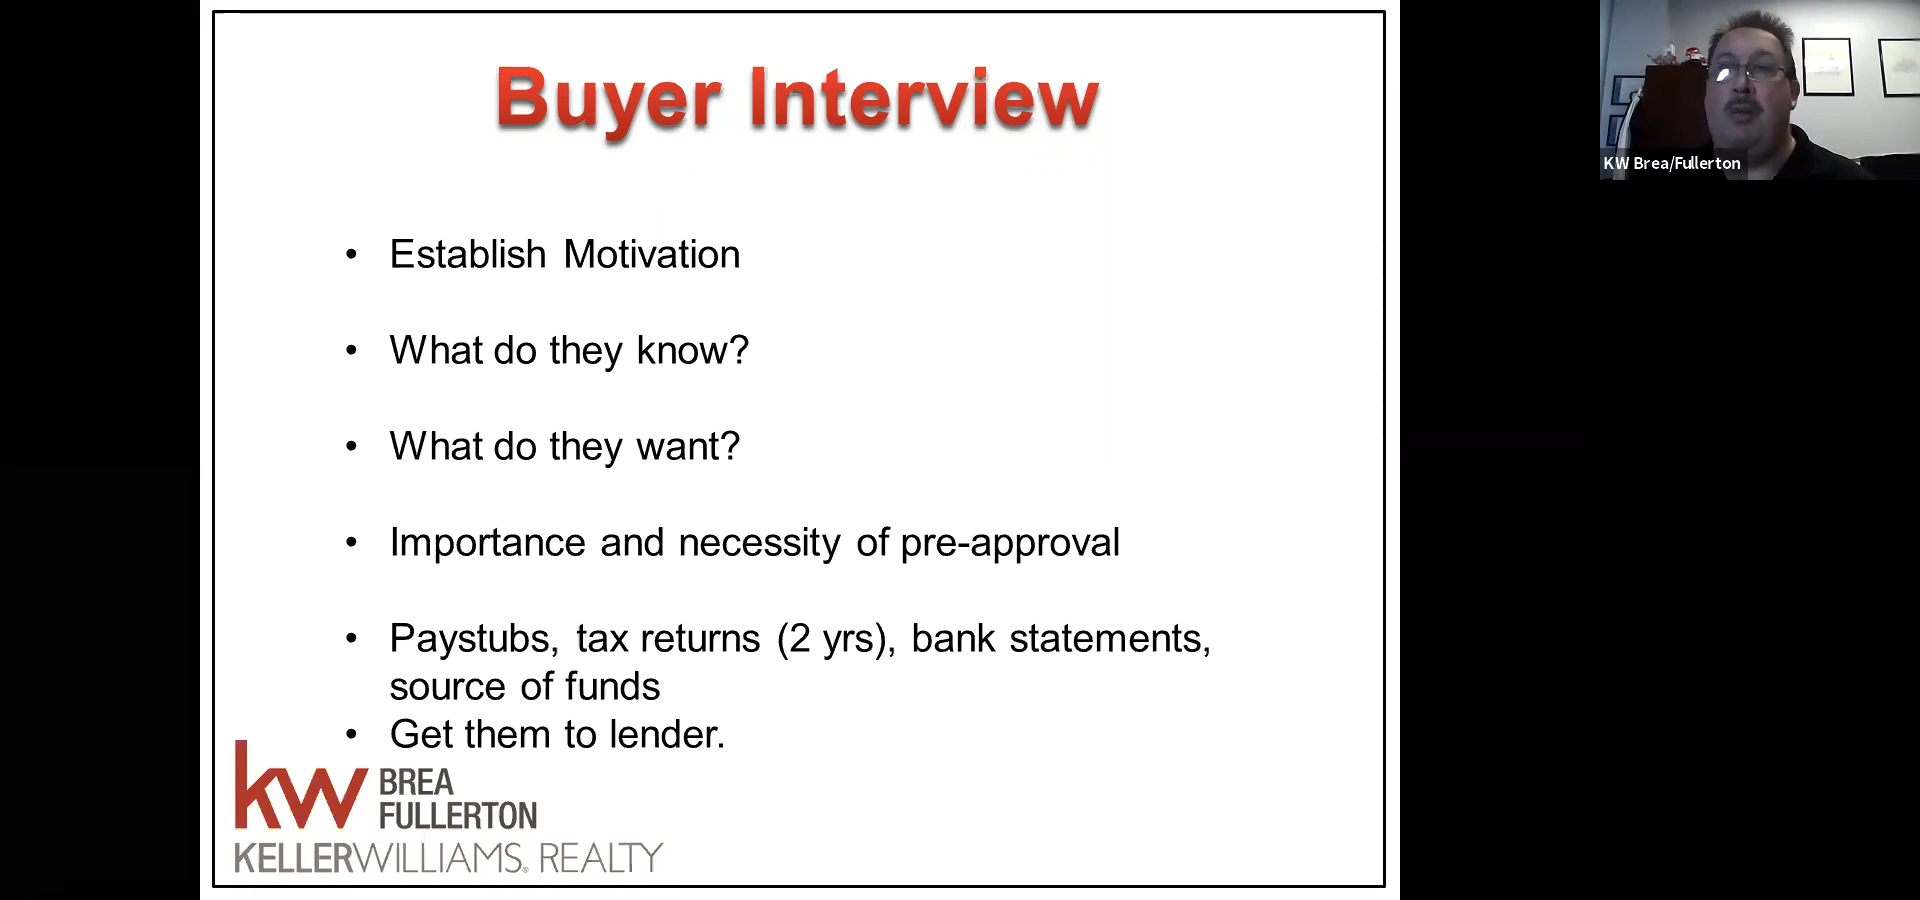 Buyer Interview
• Establish Motivation
• What do they know?
• What do they want?
• Importance and necessity of pre-approval
• Paystubs, tax returns (2 yrs), bank statements,
source of funds
• Get them to lender.
kw BREA
FULLERTON
KELLERWILLIAMS. REALTY
KW Brea/Fullerton